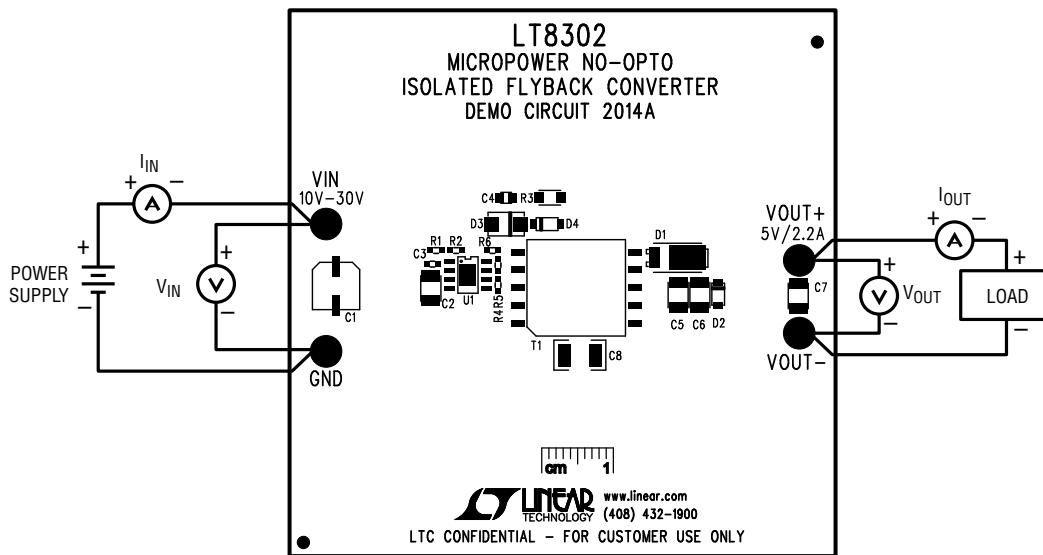 LT8302
MICROPOWER NO-OPTO
ISOLATED FLYBACK CONVERTER
DEMO CIRCUIT 2014A
IIN
+ A −
VIN
10V–30V
POWER
SUPPLY
+
−
VIN
+
V
−
GND
C1
C4
R3
D3
D4
R1 R2 R6
C3
C2
U1
R4 R5
T1
C8
D1
C5 C6 D2
VOUT+
5V/2.2A
C7
VOUT−
IOUT
+ A −
+
V
−
VOUT
+
LOAD
−
cm 1
LINEAR
TECHNOLOGY
www.linear.com
(408) 432-1900
LTC CONFIDENTIAL – FOR CUSTOMER USE ONLY